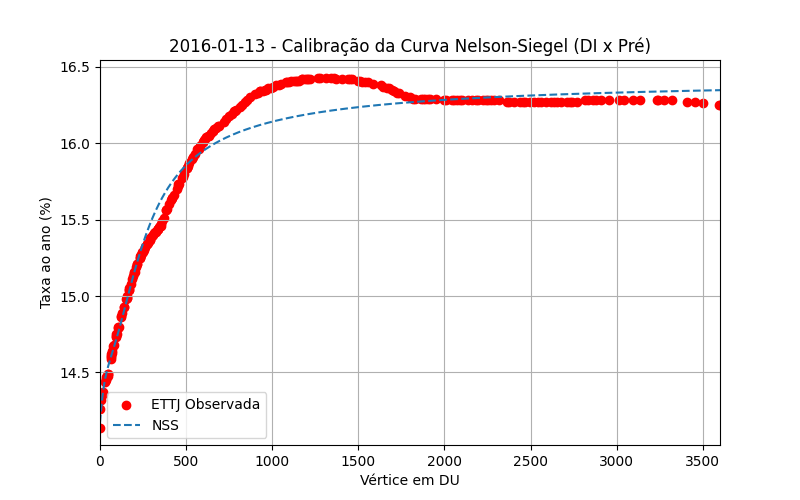 2016-01-13 - Calibração da Curva Nelson-Siegel (DI x Pré)
Taxa ao ano (%)
16.5
16.0
15.5
15.0
14.5
ETTJ Observada
NSS
0 500 1000 1500 2000 2500 3000 3500
Vértice em DU